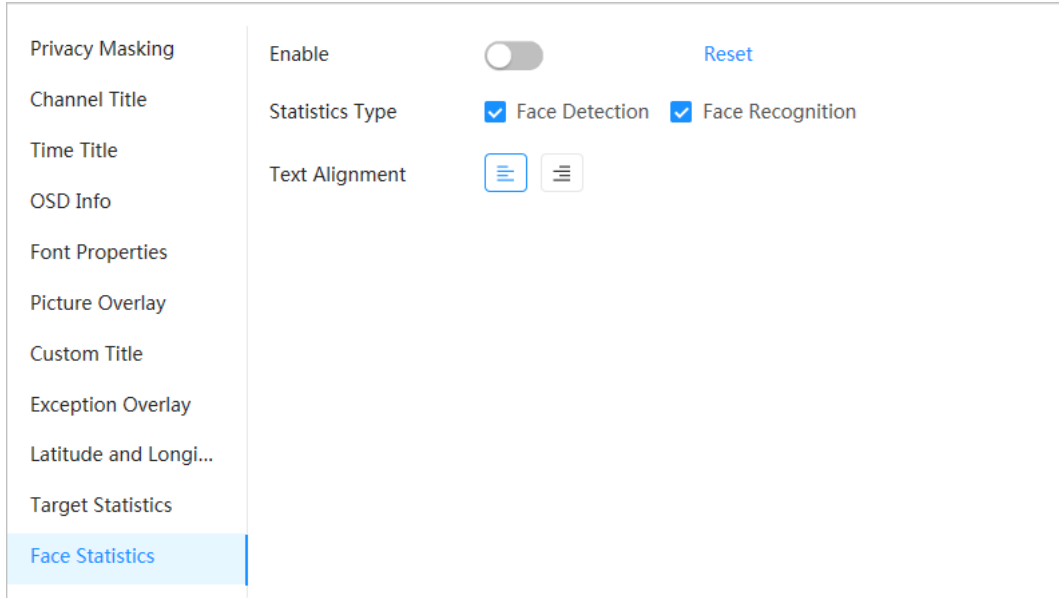 Privacy Masking
Channel Title
Time Title
OSD Info
Font Properties
Picture Overlay
Custom Title
Exception Overlay
Latitude and Longi...
Target Statistics
Face Statistics
Enable
Reset
Statistics Type
Face Detection
Face Recognition
Text Alignment